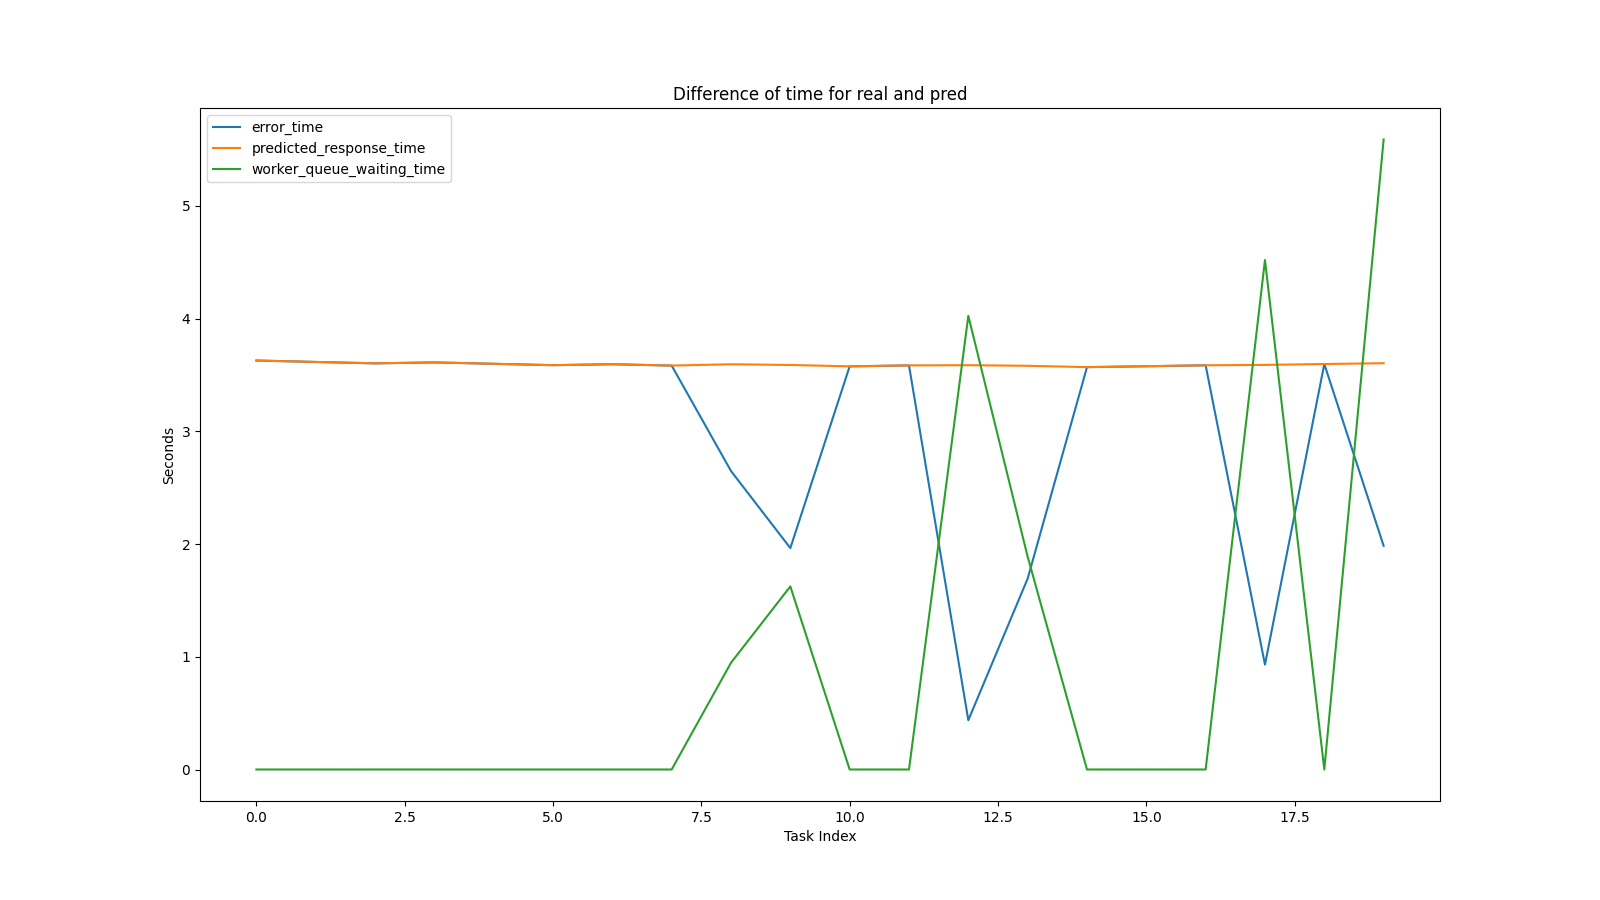 Difference of time for real and pred
error_time
predicted_response_time
worker_queue_waiting_time
5
4
3
2
1
0
Seconds
0.0 2.5 5.0 7.5 10.0 12.5 15.0 17.5
Task Index